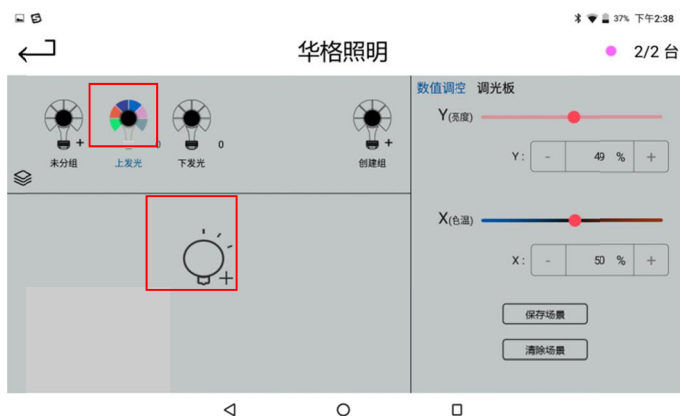 37% 下午2:38
华格照明
2/2 台
数值调控 调光板
Y(亮度)
Y: - 49 % +
X(色温)
X: - 50 % +
保存场景
清除场景
+ 0 0 +
未分组 上发光 下发光 创建组
+